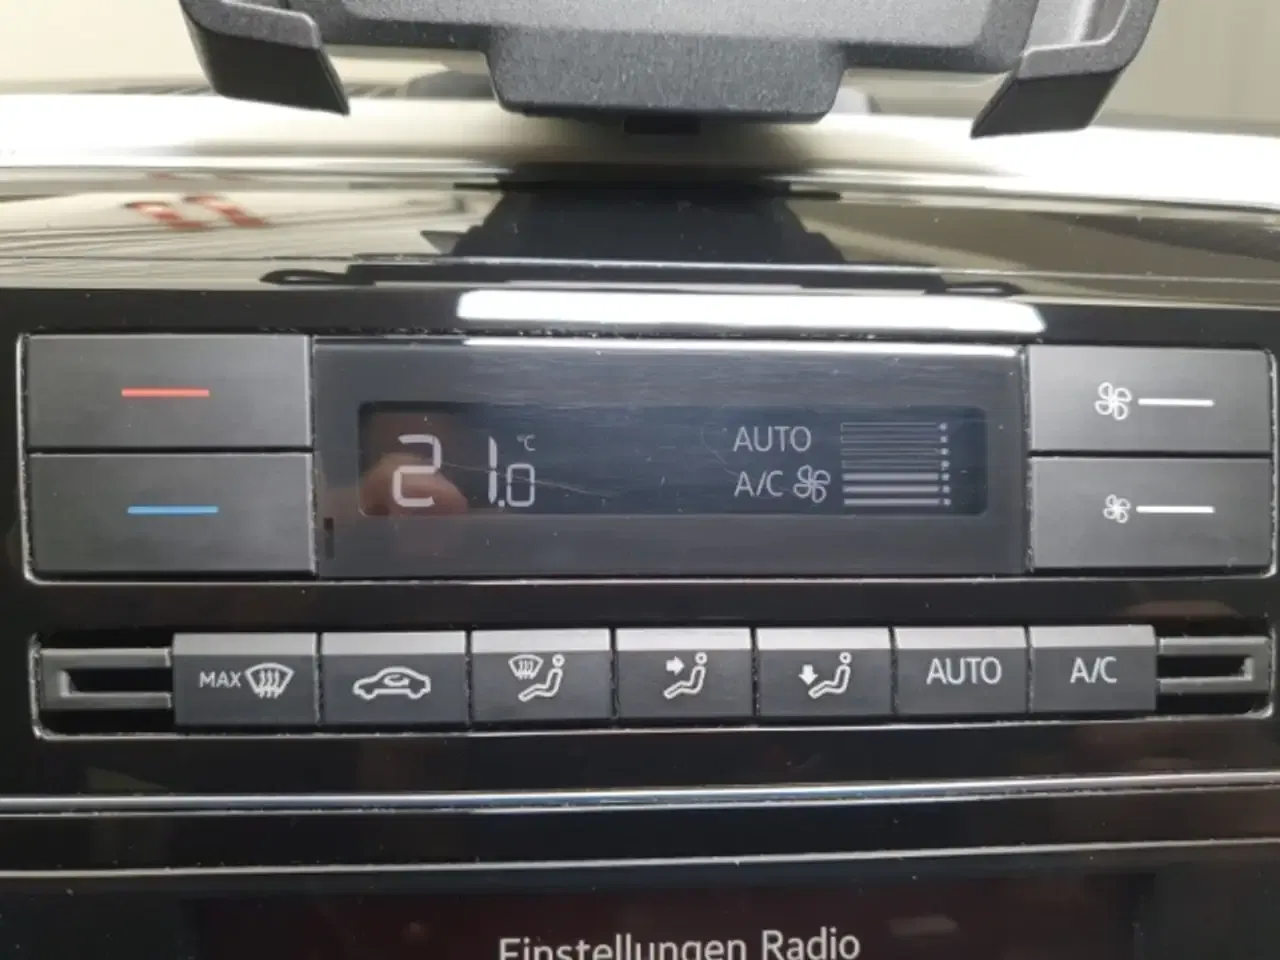 21.0 °C
AUTO
A/C
MAX
AUTO
A/C
Einstellungen Radio